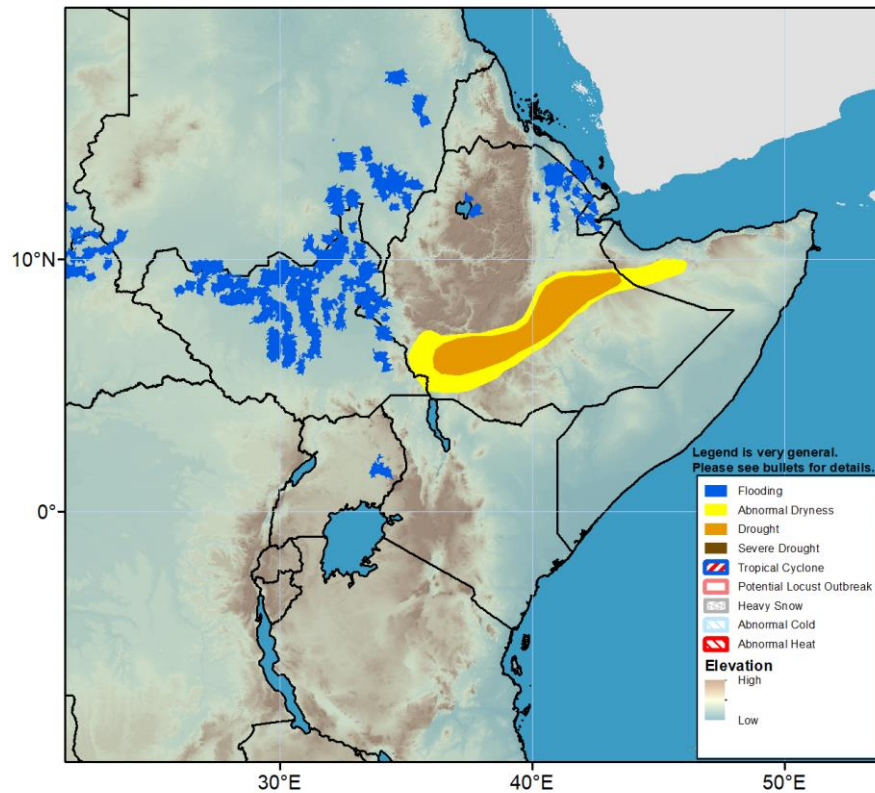 10°N
0°
30°E
40°E
50°E
Legend is very general.
Please see bullets for details.
Flooding
Abnormal Dryness
Drought
Severe Drought
Tropical Cyclone
Potential Locust Outbreak
Heavy Snow
Abnormal Cold
Abnormal Heat
Elevation
High
Low